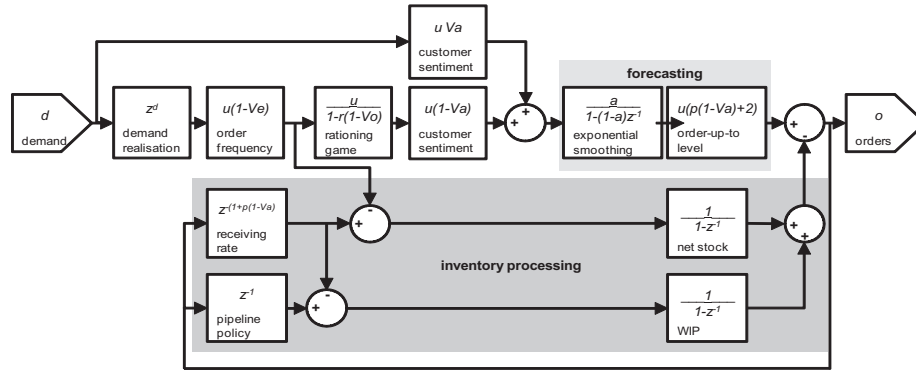 u Va
customer
sentiment
forecasting
d
demand
z^d
demand
realisation
u(1-Ve)
order
frequency
u
1-r(1-Vo)
rationing
game
u(1-Va)
customer
sentiment
+
+
a
1-(1-a)z^-1
exponential
smoothing
u(p(1-Va)+2)
order-up-to
level
+
-
o
orders
z^-(1+p(1-Va)
receiving
rate
-
+
1
1-z^-1
net stock
+
+
inventory processing
z^-1
pipeline
policy
-
+
1
1-z^-1
WIP